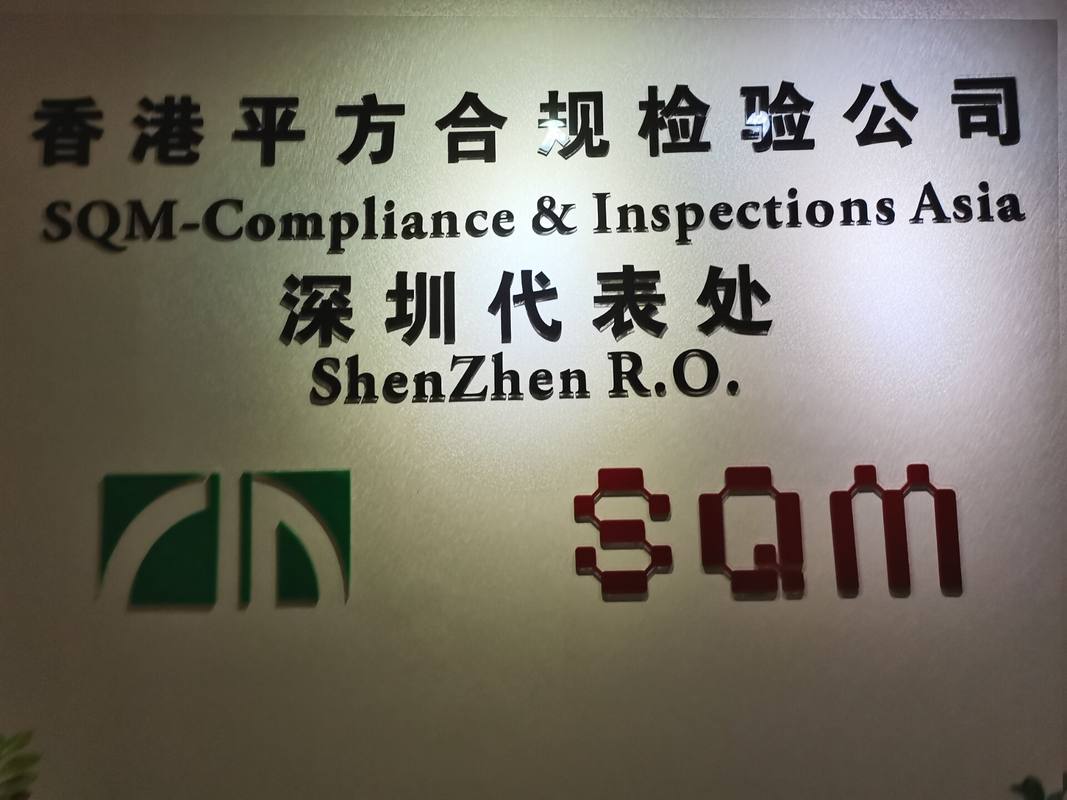 香港平方合规检验公司
SQM-Compliance & Inspections Asia
深圳代表处
ShenZhen R.O.
SQM